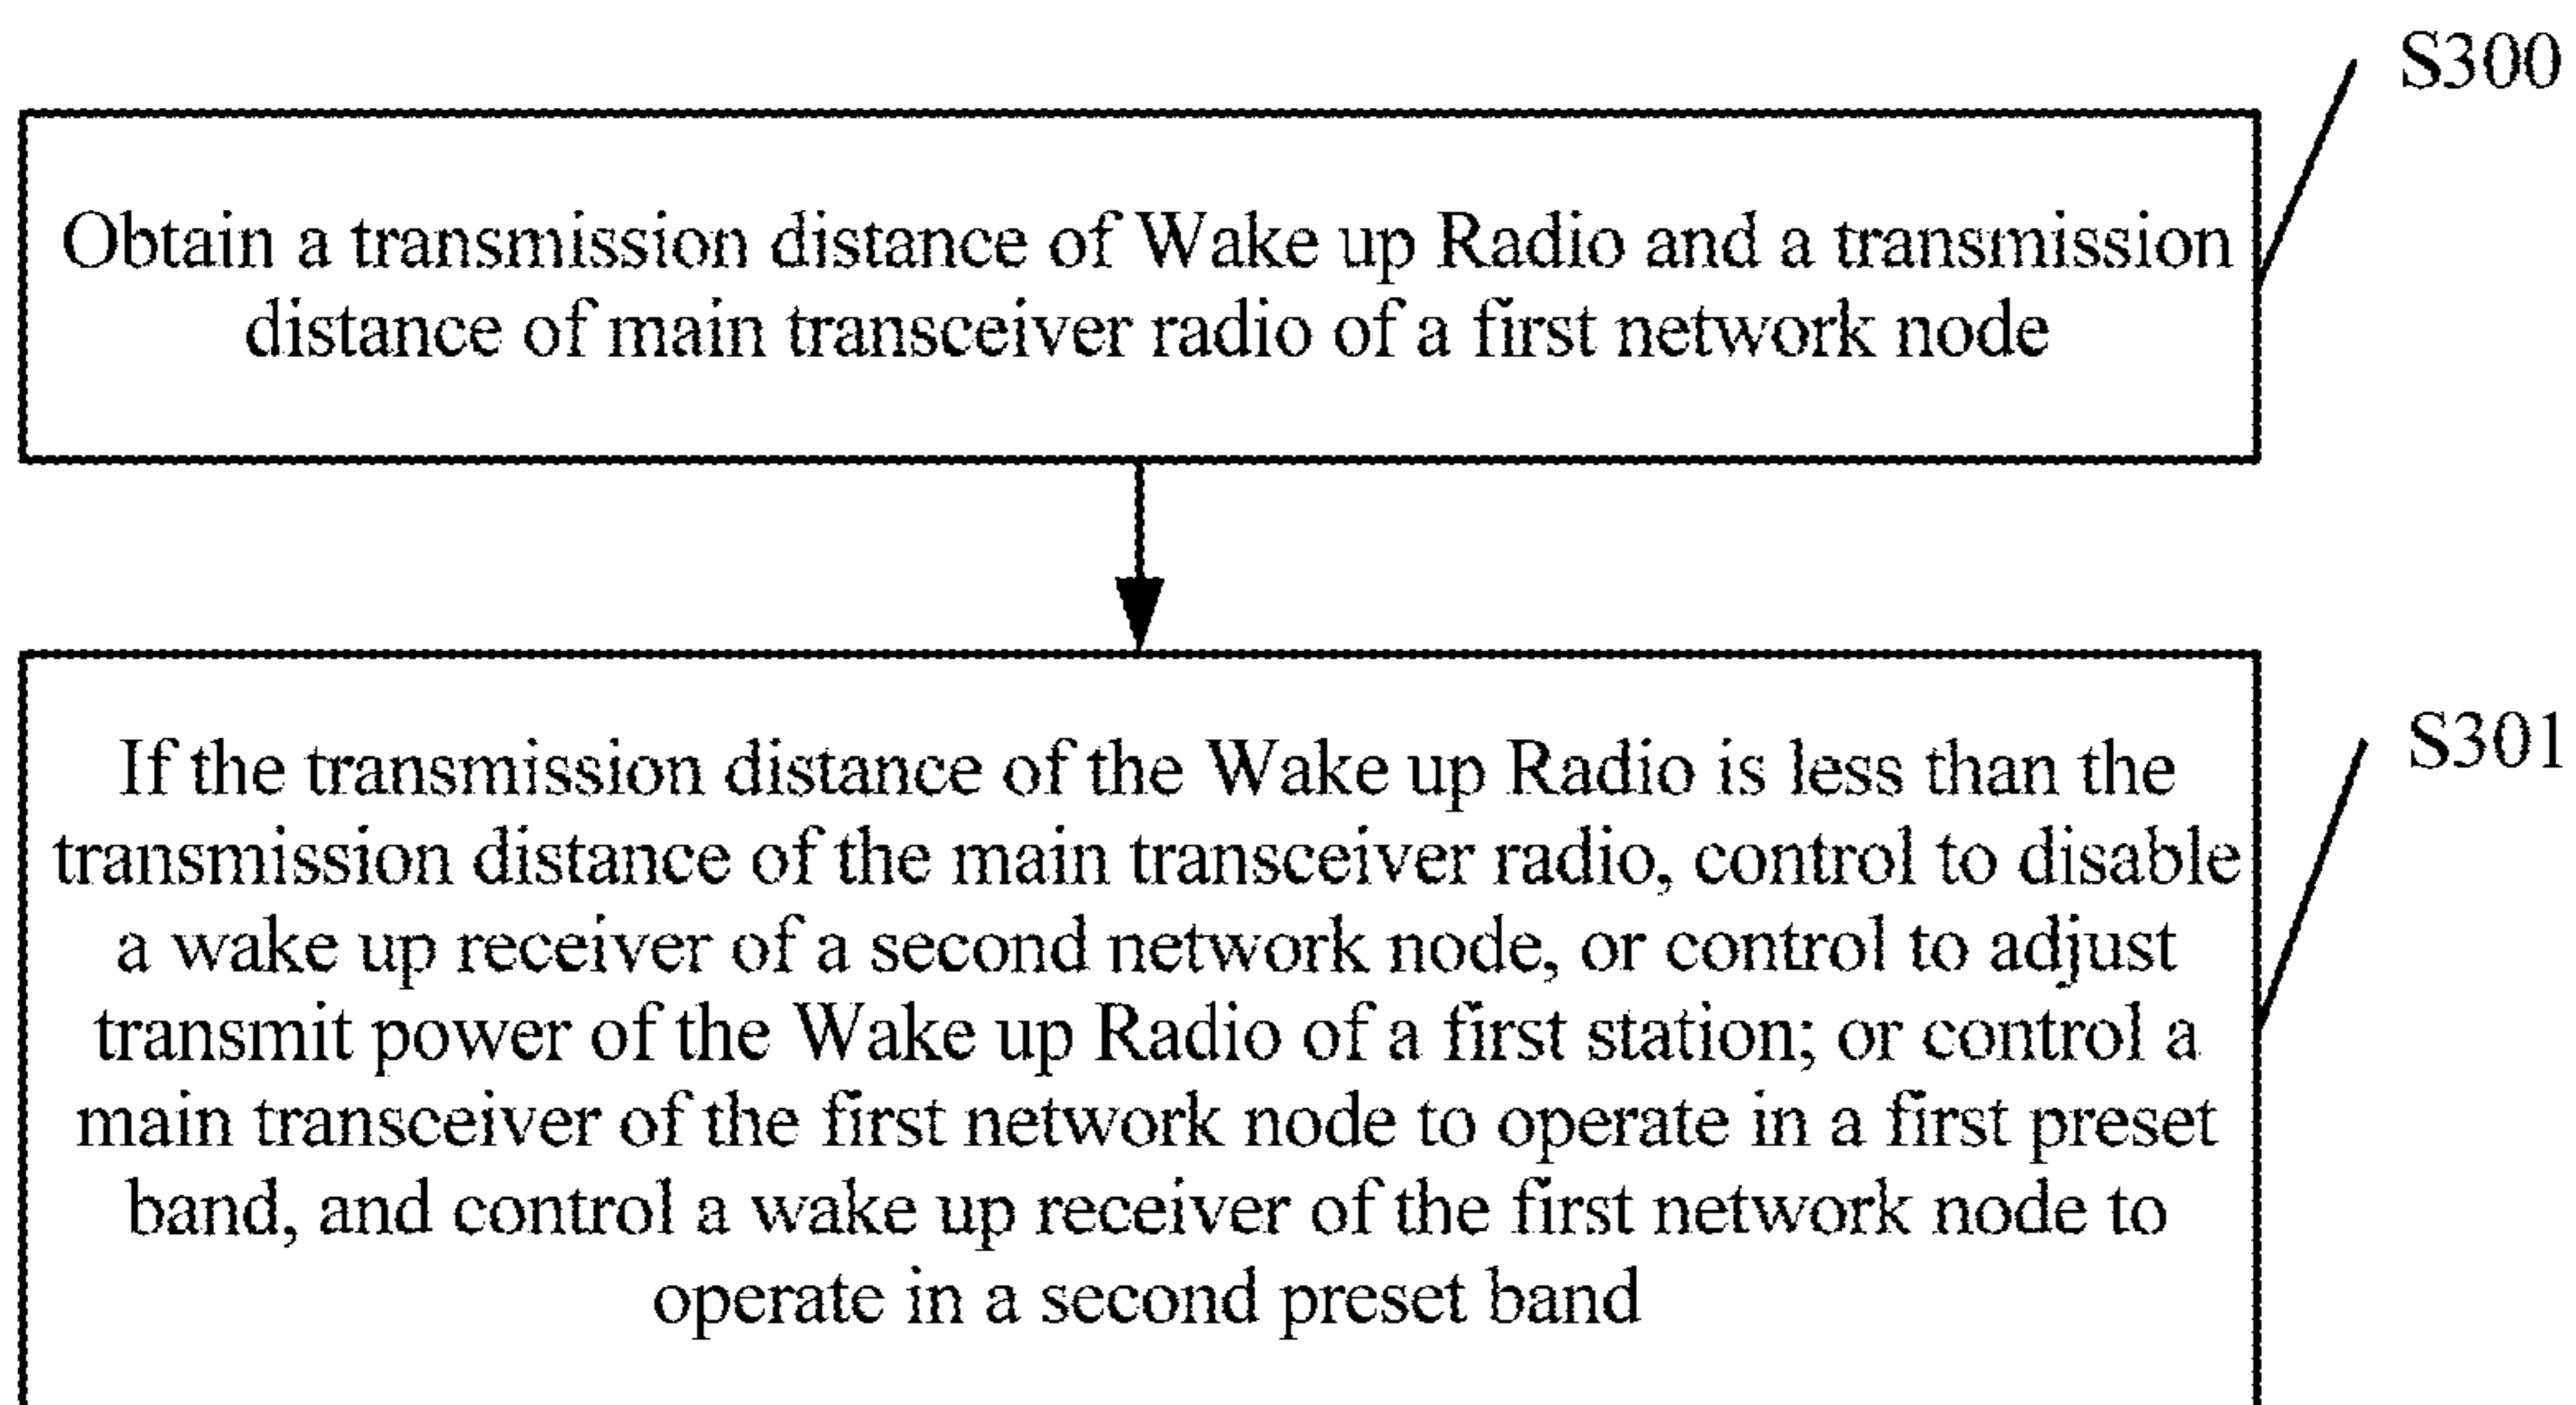 S300
Obtain a transmission distance of Wake up Radio and a transmission
distance of main transceiver radio of a first network node
S301
If the transmission distance of the Wake up Radio is less than the
transmission distance of the main transceiver radio, control to disable
a wake up receiver of a second network node, or control to adjust
transmit power of the Wake up Radio of a first station; or control a
main transceiver of the first network node to operate in a first preset
band, and control a wake up receiver of the first network node to
operate in a second preset band